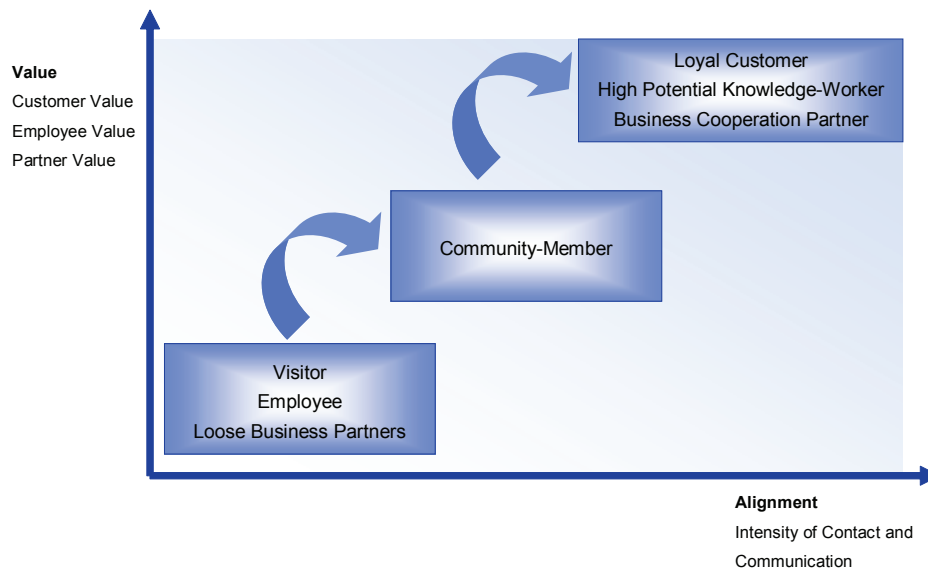 Value
Customer Value
Employee Value
Partner Value
Loyal Customer
High Potential Knowledge-Worker
Business Cooperation Partner
Community-Member
Visitor
Employee
Loose Business Partners
Alignment
Intensity of Contact and
Communication